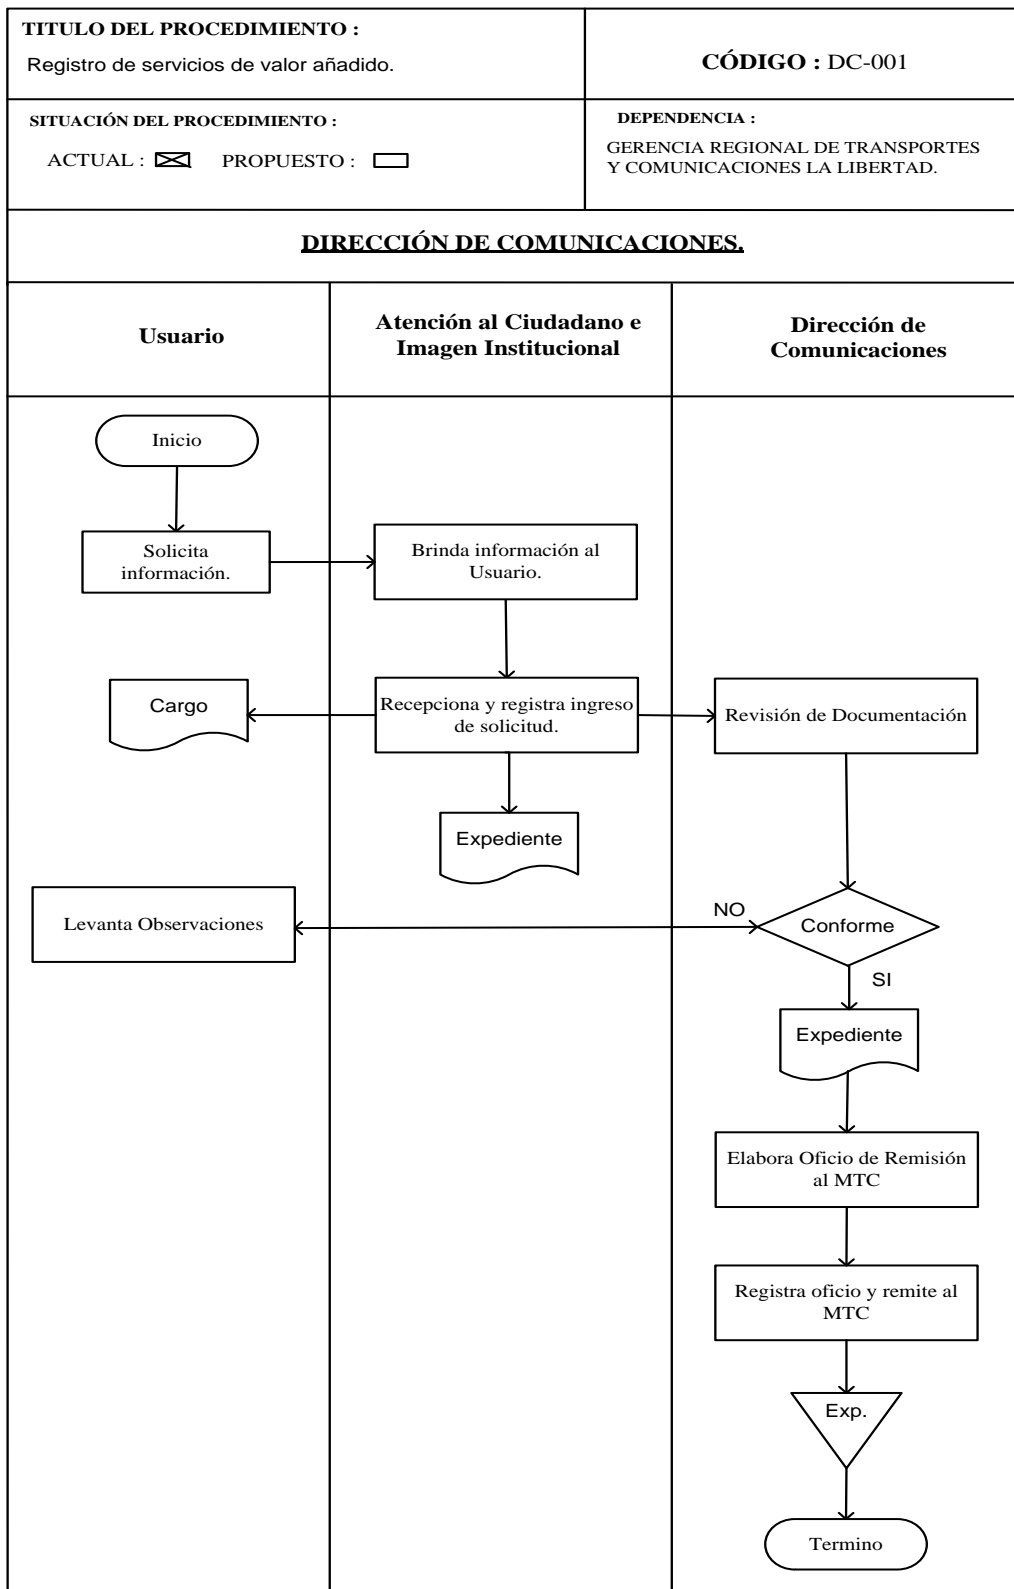 TITULO DEL PROCEDIMIENTO :
Registro de servicios de valor añadido.
CÓDIGO : DC-001
SITUACIÓN DEL PROCEDIMIENTO :
ACTUAL : PROPUESTO :
DEPENDENCIA :
GERENCIA REGIONAL DE TRANSPORTES
Y COMUNICACIONES LA LIBERTAD.
DIRECCIÓN DE COMUNICACIONES.
Usuario
Atención al Ciudadano e
Imagen Institucional
Dirección de
Comunicaciones
Inicio
Solicita
información.
Brinda información al
Usuario.
Cargo
Recepciona y registra ingreso
de solicitud.
Revisión de Documentación
Expediente
Levanta Observaciones
NO
Conforme
SI
Expediente
Elabora Oficio de Remisión
al MTC
Registra oficio y remite al
MTC
Exp.
Termino